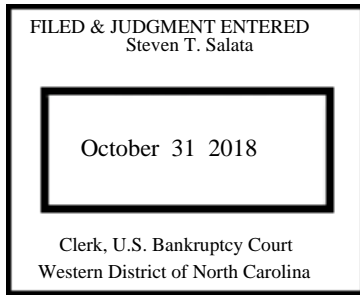 FILED & JUDGMENT ENTERED
Steven T. Salata
October 31 2018
Clerk, U.S. Bankruptcy Court
Western District of North Carolina